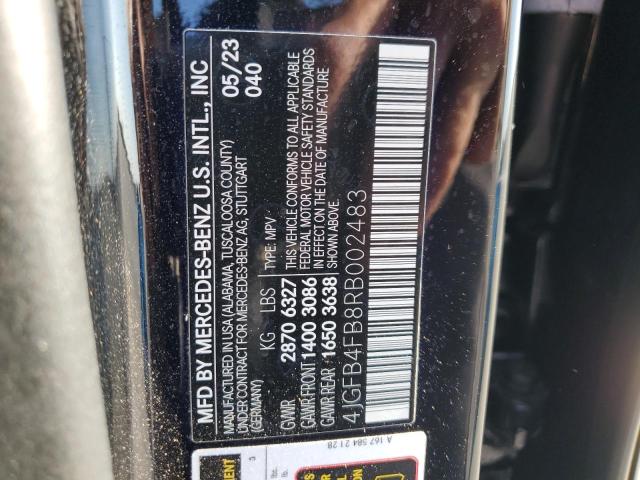 MFD BY MERCEDES-BENZ U.S. INTL., INC
MANUFACTURED IN USA (ALABAMA, TUSCALOOSA COUNTY)
UNDER CONTRACT FOR MERCEDES-BENZ AG, STUTTGART
(GERMANY)
05/23
040
KG LBS TYPE: MPV
GVWR 2870 6327
GAWR FRONT 1400 3086
GAWR REAR 1650 3638
THIS VEHICLE CONFORMS TO ALL APPLICABLE
FEDERAL MOTOR VEHICLE SAFETY STANDARDS
IN EFFECT ON THE DATE OF MANUFACTURE
SHOWN ABOVE.
4JGFB4FB8RB002483
A 167 584 21 28